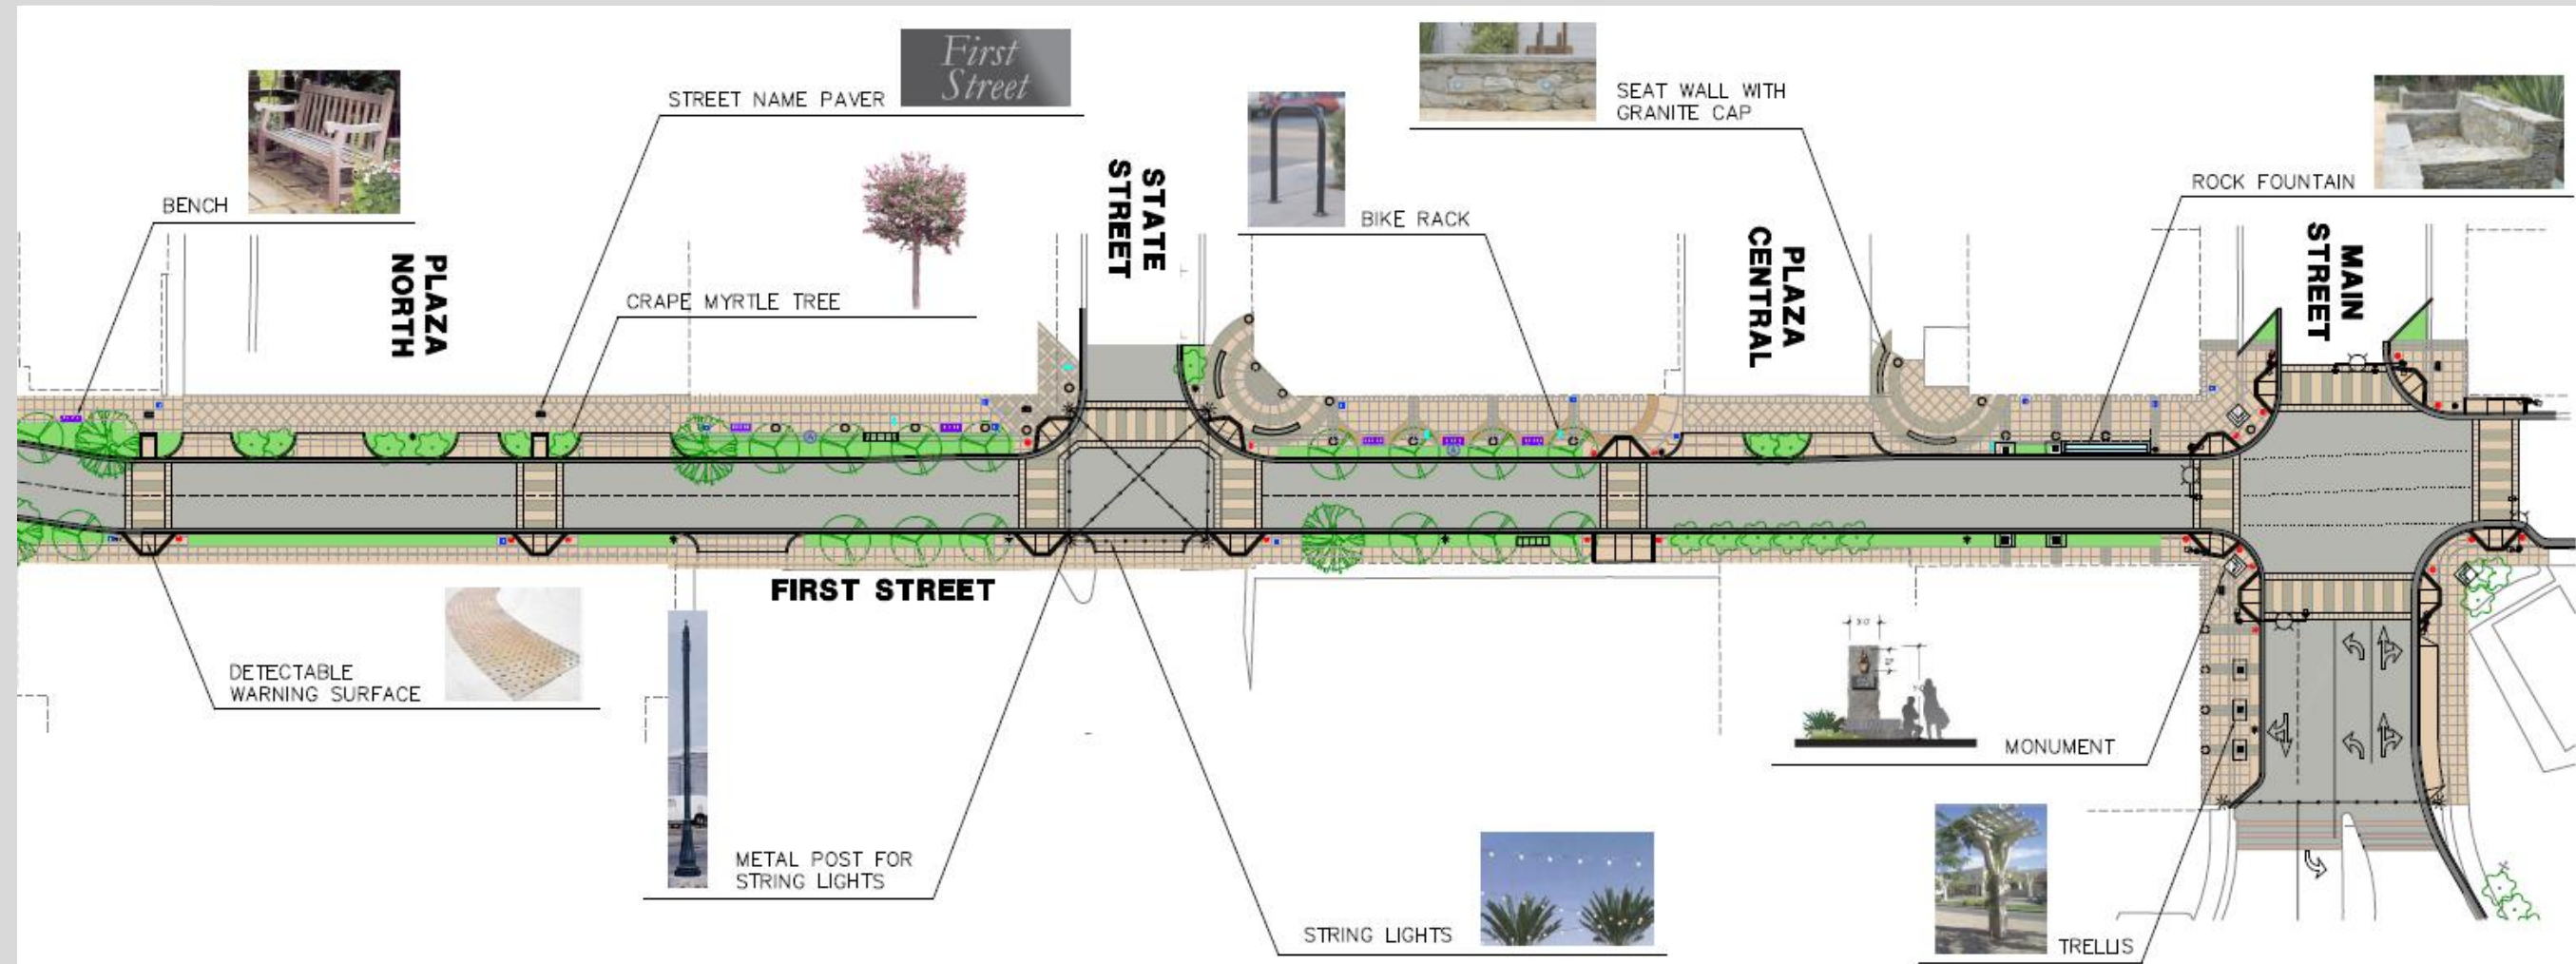 First
Street
STREET NAME PAVER
BENCH
SEAT WALL WITH
GRANITE CAP
ROCK FOUNTAIN
BIKE RACK
STATE
STREET
PLAZA
NORTH
PLAZA
CENTRAL
MAIN
STREET
CRAPE MYRTLE TREE
FIRST STREET
DETECTABLE
WARNING SURFACE
METAL POST FOR
STRING LIGHTS
STRING LIGHTS
MONUMENT
TRELLIS